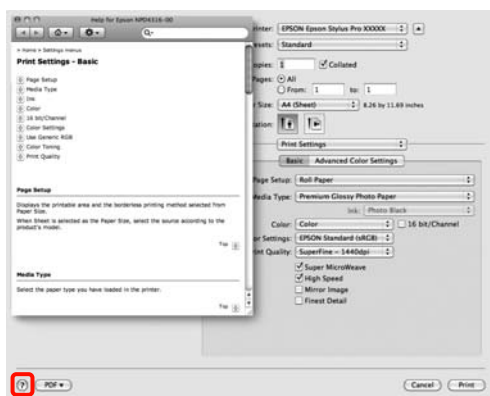 Help for Epson NPD4316-00
Q-
> Home > Settings menus
Print Settings - Basic
Page Setup
Media Type
Ink
Color
16 bit/Channel
Color Settings
Use Generic RGB
Color Toning
Print Quality
Page Setup
Displays the printable area and the borderless printing method selected from
Paper Size.
When Sheet is selected as the Paper Size, select the source according to the
product's model.
Top
Media Type
Select the paper type you have loaded in the printer.
Top
rinter: EPSON Epson Stylus Pro XXXXX
esets: Standard
opies: 1 Collated
Pages: All
From: 1 to: 1
r Size: A4 (Sheet) 8.26 by 11.69 inches
tation:
Print Settings
Basic Advanced Color Settings
Page Setup: Roll Paper
Media Type: Premium Glossy Photo Paper
Ink: Photo Black
Color: Color 16 bit/Channel
or Settings: EPSON Standard (sRGB)
int Quality: SuperFine - 1440dpi
Super MicroWeave
High Speed
Mirror Image
Finest Detail
? PDF Cancel Print